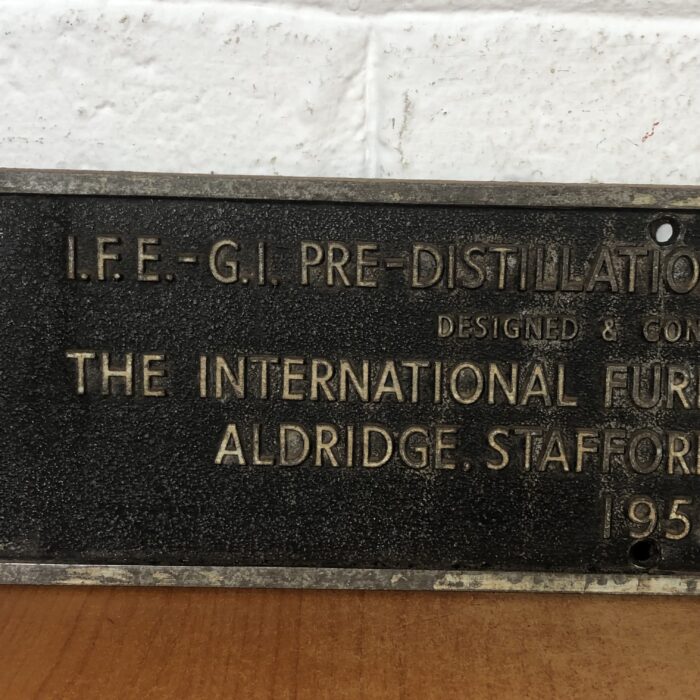 I.F.E.-G.I. PRE-DISTILLATIO
DESIGNED & CON
THE INTERNATIONAL FUR
ALDRIDGE, STAFFOR
195